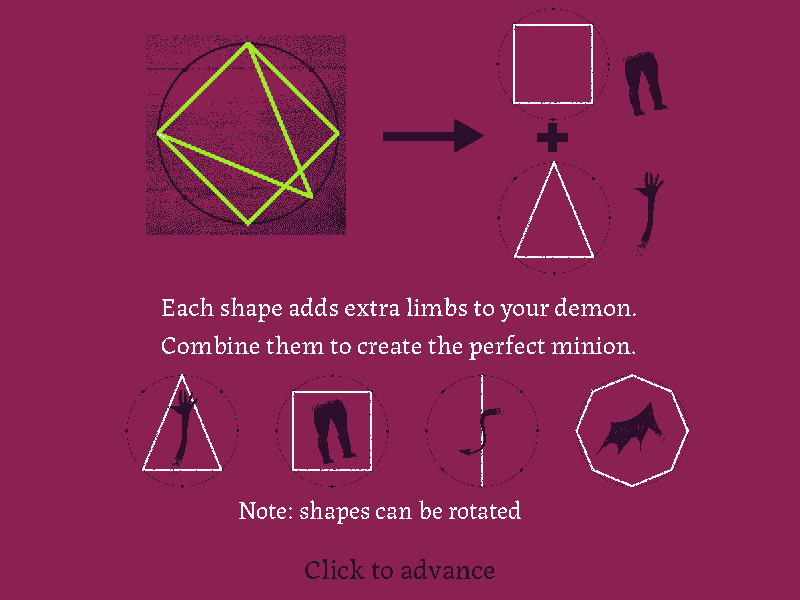 Each shape adds extra limbs to your demon.
Combine them to create the perfect minion.
Note: shapes can be rotated
Click to advance